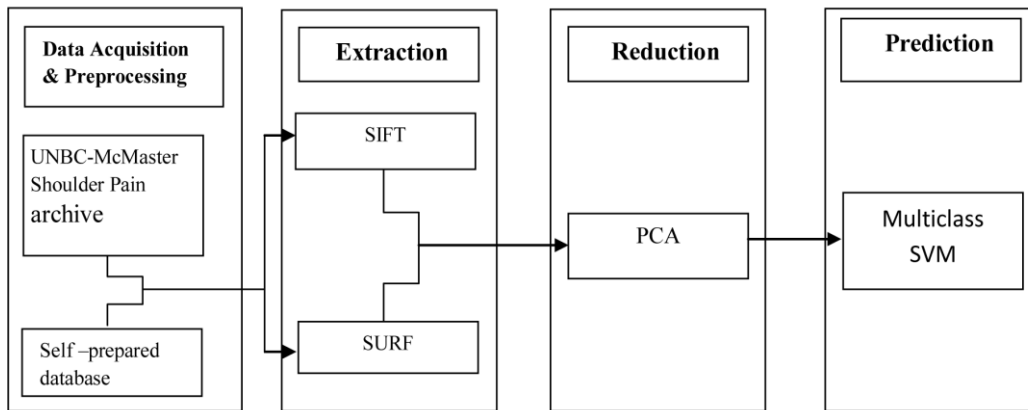 Data Acquisition
& Preprocessing
UNBC-McMaster
Shoulder Pain
archive
Self –prepared
database
Extraction
SIFT
SURF
Reduction
PCA
Prediction
Multiclass
SVM